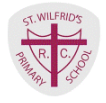 ST. WILFRID'S
R. C.
PRIMARY SCHOOL